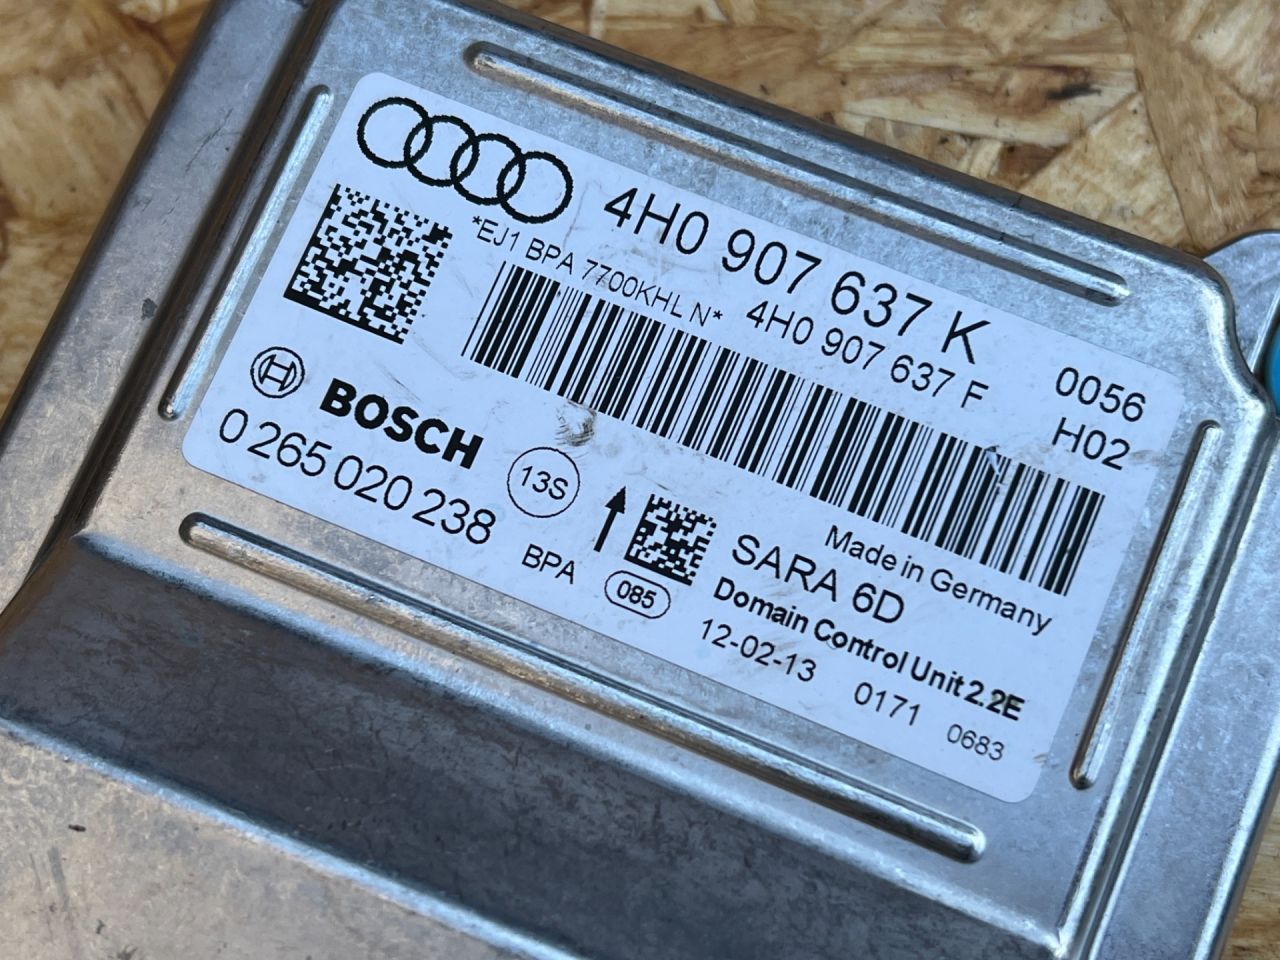 4H0 907 637 K
*EJ1 BPA 7700KHL N* 4H0 907 637 F
0056
H02
BOSCH
0 265 020 238
13S
BPA
085
Made in Germany
SARA 6D
Domain Control Unit 2.2E
12-02-13 0171 0683